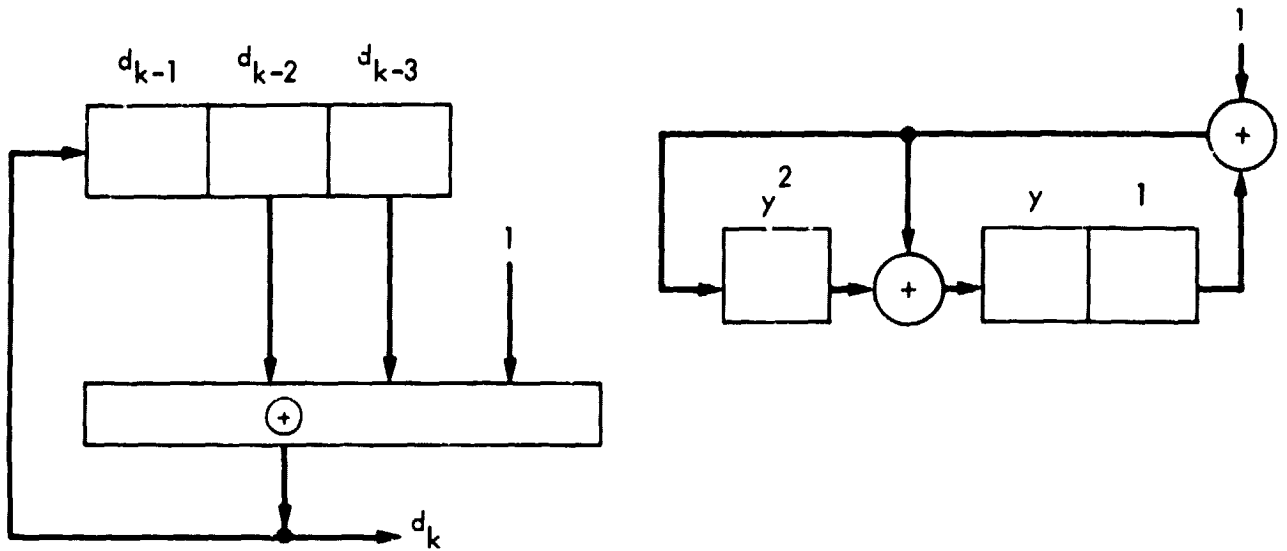 d_{k-1} d_{k-2} d_{k-3}
1
+
d_k
1
+
y^2 y 1
+